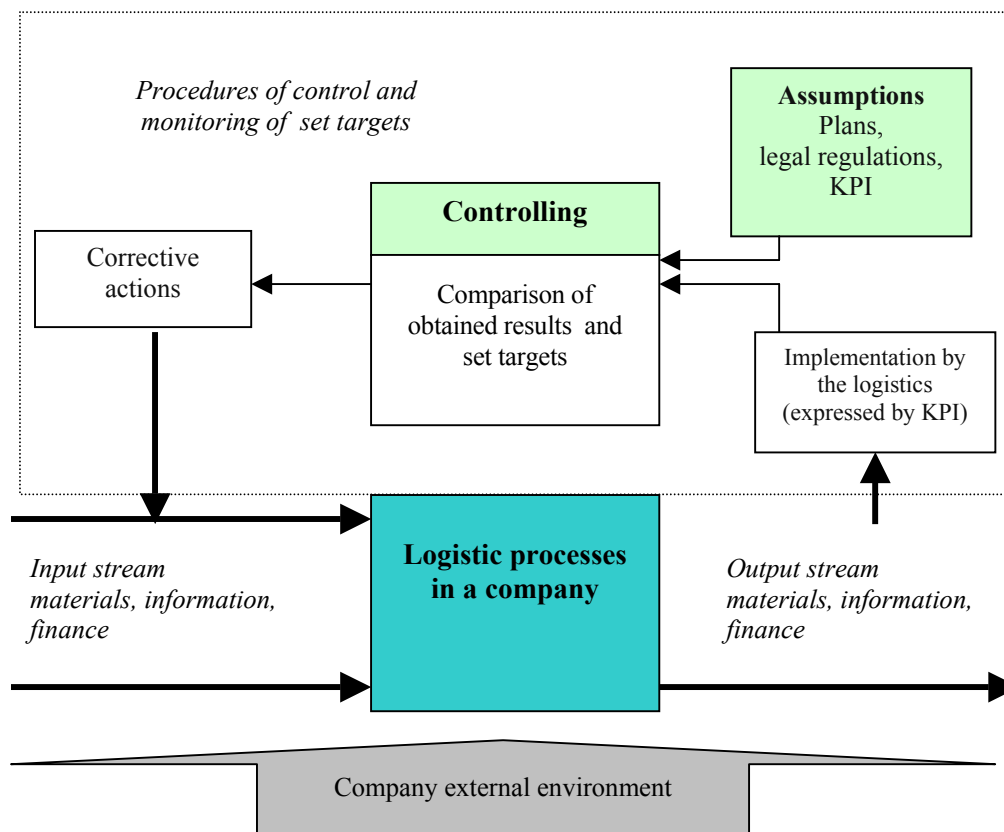 Procedures of control and
monitoring of set targets
Assumptions
Plans,
legal regulations,
KPI
Controlling
Comparison of
obtained results and
set targets
Corrective
actions
Implementation by
the logistics
(expressed by KPI)
Input stream
materials, information,
finance
Logistic processes
in a company
Output stream
materials, information,
finance
Company external environment